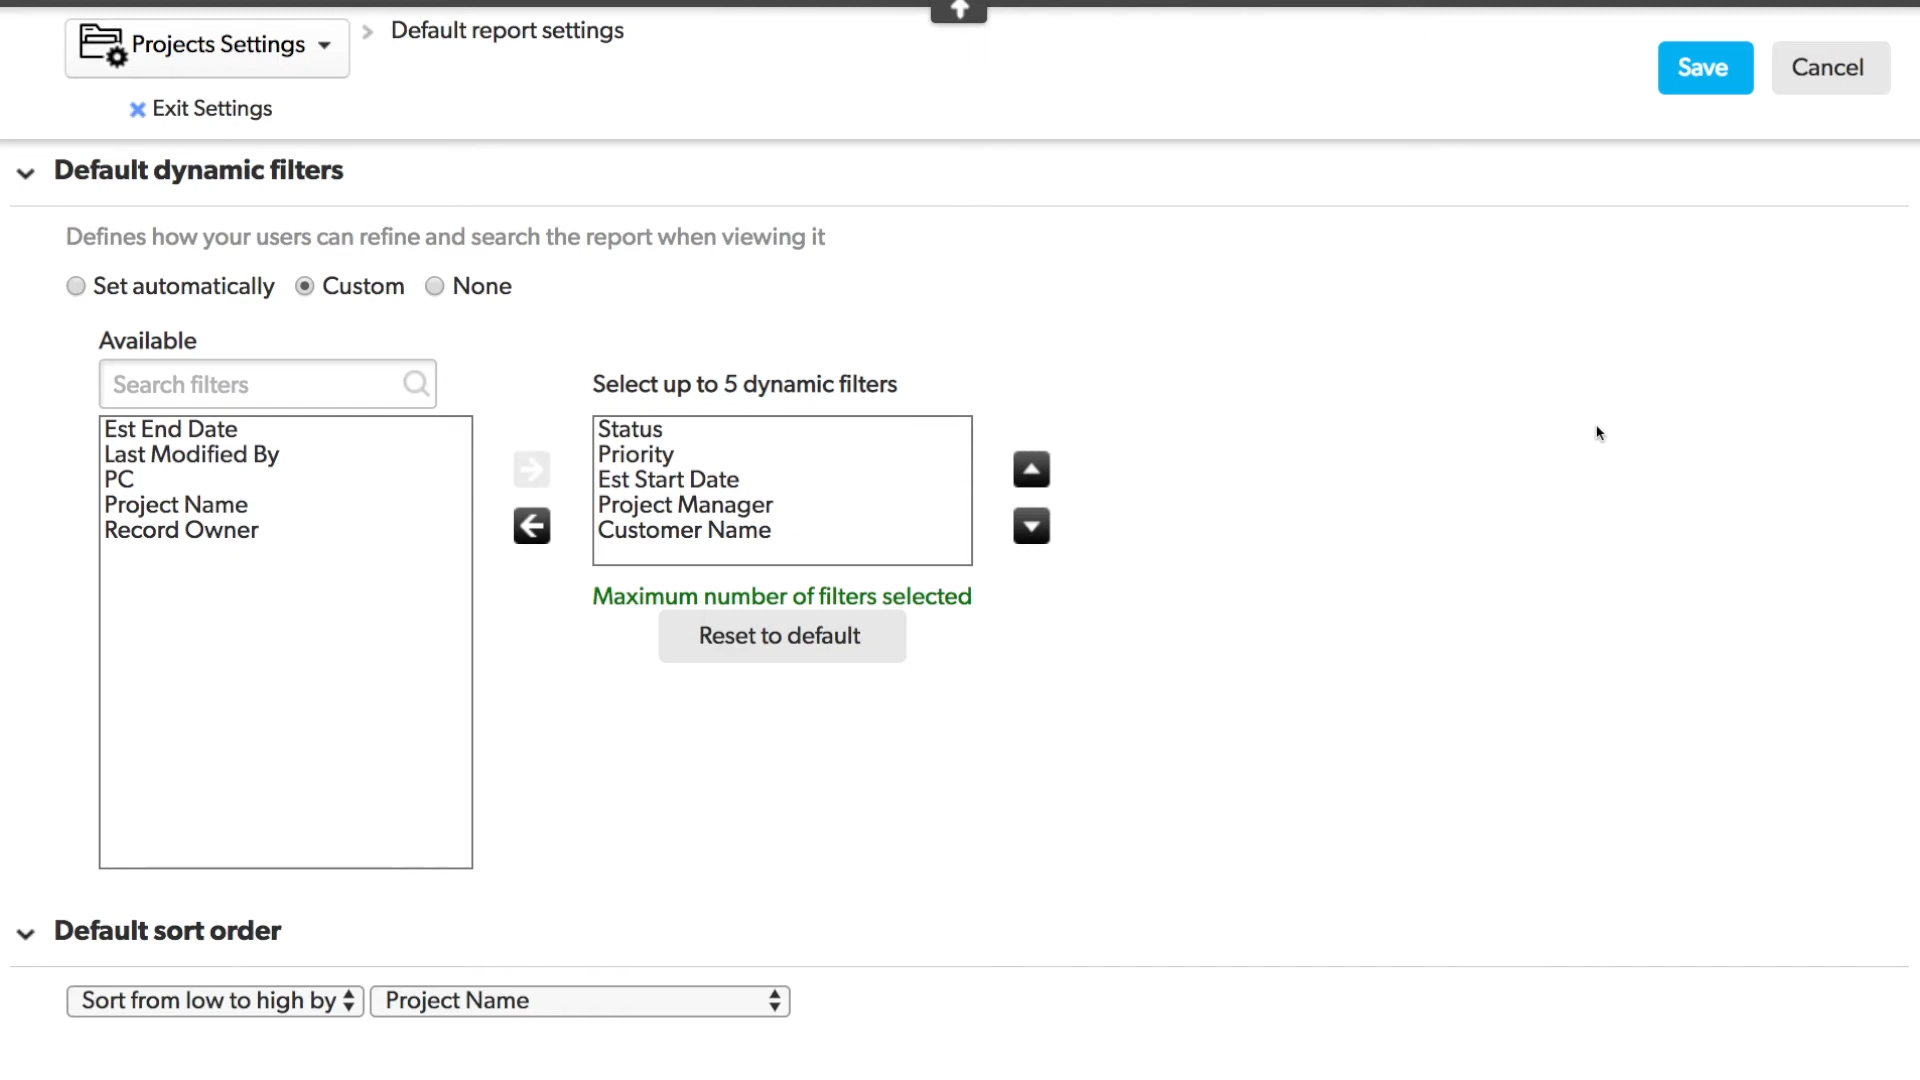 Projects Settings
Default report settings
Save
Cancel
Exit Settings
Default dynamic filters
Defines how your users can refine and search the report when viewing it
Set automatically
Custom
None
Available
Search filters
Est End Date
Last Modified By
PC
Project Name
Record Owner
Select up to 5 dynamic filters
Status
Priority
Est Start Date
Project Manager
Customer Name
Maximum number of filters selected
Reset to default
Default sort order
Sort from low to high by
Project Name